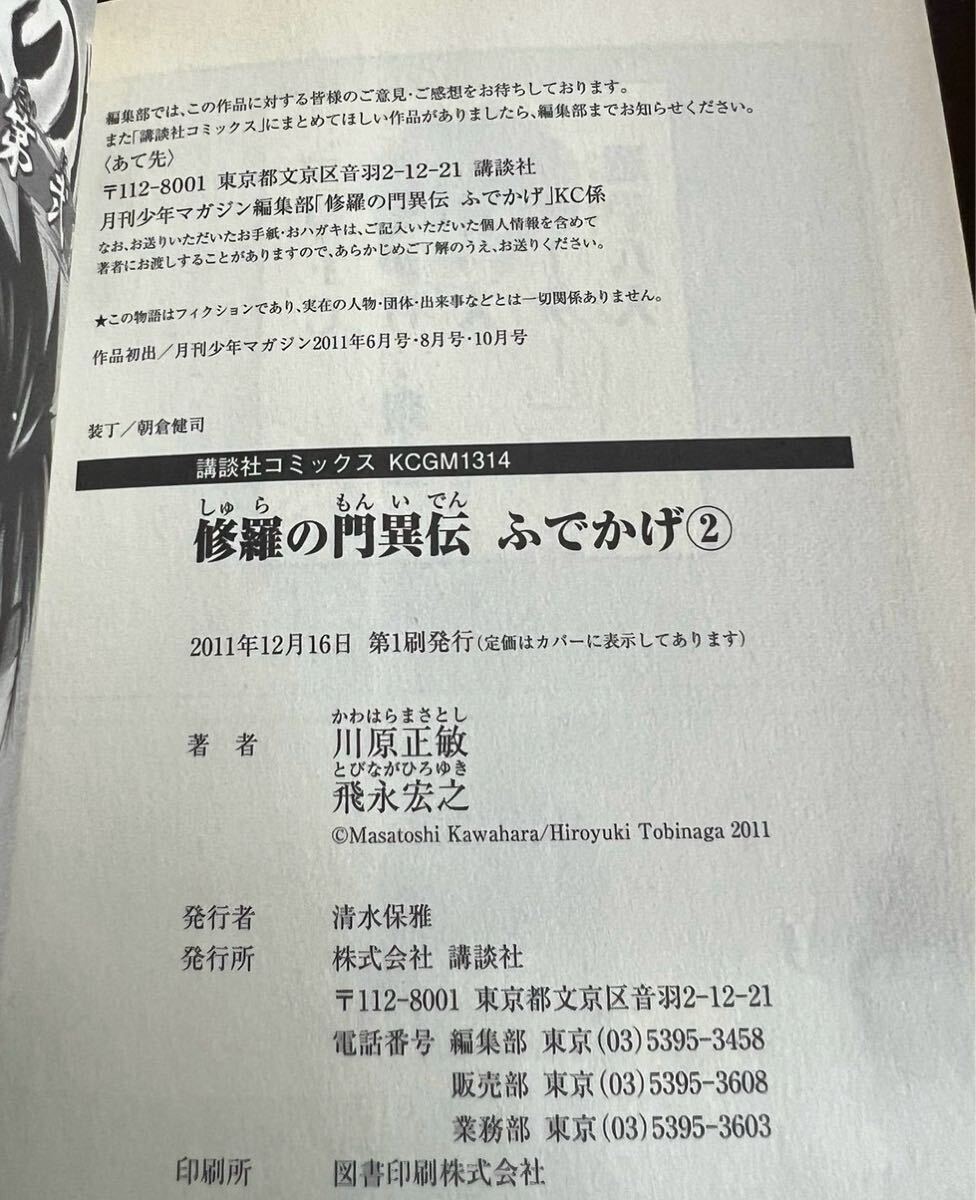 編集部では、この作品に対する皆様のご意見・ご感想をお待ちしております。
また「講談社コミックス」にまとめてほしい作品がありましたら、編集部までお知らせください。
〈あて先〉
〒112-8001 東京都文京区音羽2-12-21 講談社
月刊少年マガジン編集部「修羅の門異伝 ふでかげ」KC係
なお、お送りいただいたお手紙・おハガキは、ご記入いただいた個人情報を含めて
著者にお渡しすることがありますので、あらかじめご了解のうえ、お送りください。
★この物語はフィクションであり、実在の人物・団体・出来事などとは一切関係ありません。
作品初出／月刊少年マガジン2011年6月号・8月号・10月号
装丁／朝倉健司
講談社コミックス KCGM1314
しゅ ら もん い でん
修羅の門異伝 ふでかげ②
2011年12月16日 第1刷発行(定価はカバーに表示してあります)
かわはらまさとし
著 者 川原正敏
とびながひろゆき
飛永宏之
©Masatoshi Kawahara/Hiroyuki Tobinaga 2011
発行者 清水保雅
発行所 株式会社 講談社
〒112-8001 東京都文京区音羽2-12-21
電話番号 編集部 東京(03)5395-3458
販売部 東京(03)5395-3608
業務部 東京(03)5395-3603
印刷所 図書印刷株式会社